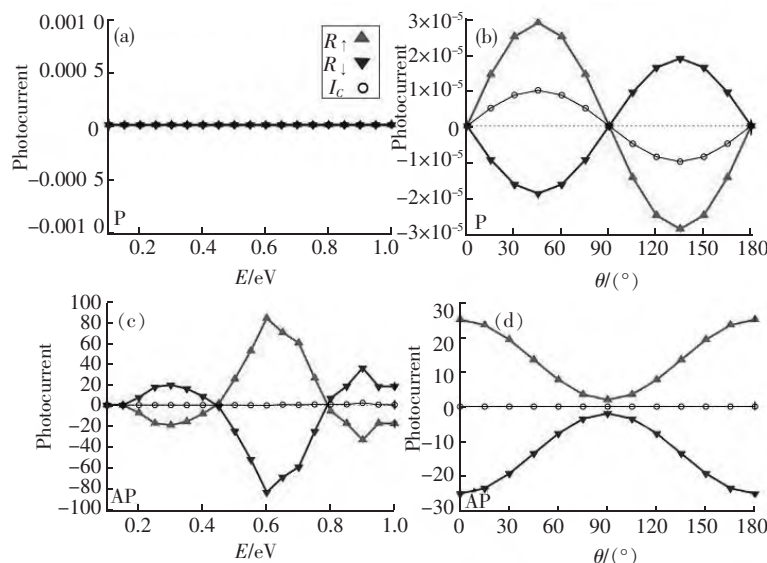 (a)
0.001 0
0.000 5
0
−0.000 5
−0.001 0
Photocurrent
R↑
R↓
I_c
P
0.2 0.4 0.6 0.8 1.0
E/eV
(b)
3×10⁻⁵
2×10⁻⁵
1×10⁻⁵
0
−1×10⁻⁵
−2×10⁻⁵
−3×10⁻⁵
Photocurrent
P
0 30 60 90 120 150 180
θ/(°)
(c)
100
80
60
40
20
0
−20
−40
−60
−80
−100
Photocurrent
AP
0.2 0.4 0.6 0.8 1.0
E/eV
(d)
30
20
10
0
−10
−20
−30
Photocurrent
AP
0 30 60 90 120 150 180
θ/(°)